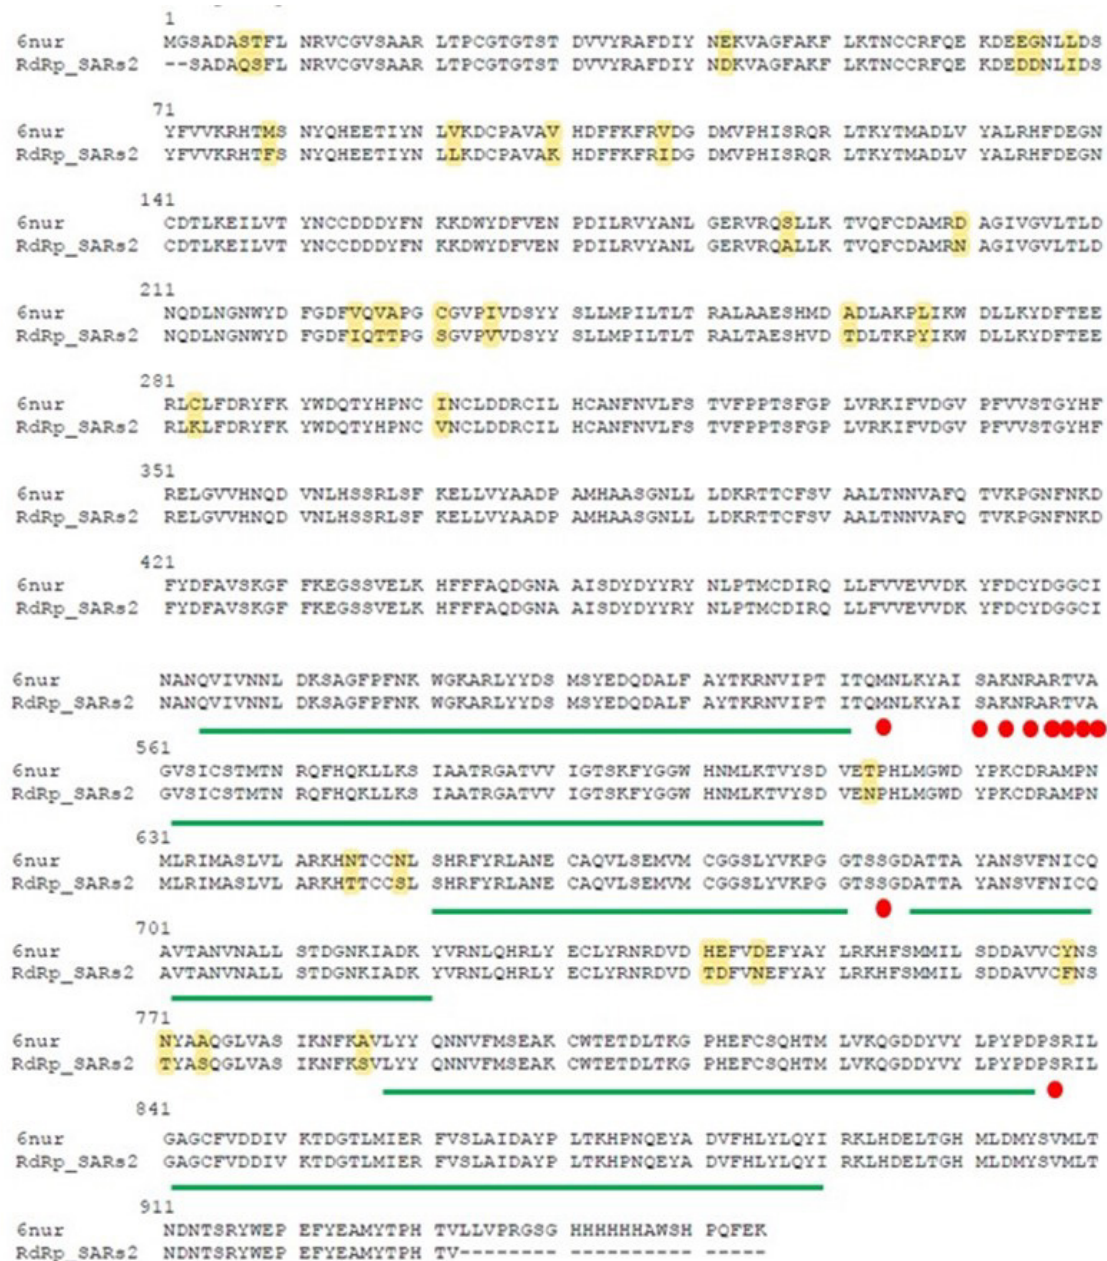 1
6nur MGSADASTFL NRVCGVSAAR LTPCGTGTST DVVYRAFDIY NEKVAGFAKF LKTNCCRFQE KDEEGNLLDS
RdRp_SARs2 --SADAQSFL NRVCGVSAAR LTPCGTGTST DVVYRAFDIY NDKVAGFAKF LKTNCCRFQE KDEDDNLIDS
71
6nur YFVVKRHTMS NYQHEETIYN LVKDCPAVAV HDFFKFRVDG DMVPHISRQR LTKYTMADLV YALRHFDEGN
RdRp_SARs2 YFVVKRHTFS NYQHEETIYN LLKDCPAVAK HDFFKFRIDG DMVPHISRQR LTKYTMADLV YALRHFDEGN
141
6nur CDTLKEILVT YNCCDDDYFN KKDWYDFVEN PDILRVYANL GERVRQSLLK TVQFCDAMRD AGIVGVLTLD
RdRp_SARs2 CDTLKEILVT YNCCDDDYFN KKDWYDFVEN PDILRVYANL GERVRQALLK TVQFCDAMRN AGIVGVLTLD
211
6nur NQDLNGNWYD FGDFVQVAPG CGVPIVDSYY SLLMPILTLT RALAAESHMD ADLAKPLIKW DLLKYDFTEE
RdRp_SARs2 NQDLNGNWYD FGDFIQTTPG SGVPVVDSYY SLLMPILTLT RALTAESHVD TDLTKPYIKW DLLKYDFTEE
281
6nur RLCLFDRYFK YWDQTYHPNC INCLDDRCIL HCANFNVLFS TVFPPTSFGP LVRKIFVDGV PFVVSTGYHF
RdRp_SARs2 RLKLFDRYFK YWDQTYHPNC VNCLDDRCIL HCANFNVLFS TVFPPTSFGP LVRKIFVDGV PFVVSTGYHF
351
6nur RELGVVHNQD VNLHSSRLSF KELLVYAADP AMHAASGNLL LDKRTTCFSV AALTNNVAFQ TVKPGNFNKD
RdRp_SARs2 RELGVVHNQD VNLHSSRLSF KELLVYAADP AMHAASGNLL LDKRTTCFSV AALTNNVAFQ TVKPGNFNKD
421
6nur FYDFAVSKGF FKEGSSVELK HFFFAQDGNA AISDYDYYRY NLPTMCDIRQ LLFVVEVVDK YFDCYDGGCI
RdRp_SARs2 FYDFAVSKGF FKEGSSVELK HFFFAQDGNA AISDYDYYRY NLPTMCDIRQ LLFVVEVVDK YFDCYDGGCI
6nur NANQVIVNNL DKSAGFPFNK WGKARLYYDS MSYEDQDALF AYTKRNVIPT ITQMNLKYAI SAKNRARTVA
RdRp_SARs2 NANQVIVNNL DKSAGFPFNK WGKARLYYDS MSYEDQDALF AYTKRNVIPT ITQMNLKYAI SAKNRARTVA
561
6nur GVSICSTMTN RQFHQKLLKS IAATRGATVV IGTSKFYGGW HNMLKTVYSD VETPHLMGWD YPKCDRAMPN
RdRp_SARs2 GVSICSTMTN RQFHQKLLKS IAATRGATVV IGTSKFYGGW HNMLKTVYSD VENPHLMGWD YPKCDRAMPN
631
6nur MLRIMASLVL ARKHNTCCNL SHRFYRLANE CAQVLSEMVM CGGSLYVKPG GTSSGDATTA YANSVFNICQ
RdRp_SARs2 MLRIMASLVL ARKHTTCCSL SHRFYRLANE CAQVLSEMVM CGGSLYVKPG GTSSGDATTA YANSVFNICQ
701
6nur AVTANVNALL STDGNKIADK YVRNLQHRLY ECLYRNRDVD HEFVDEFYAY LRKHFSMMIL SDDAVVCYNS
RdRp_SARs2 AVTANVNALL STDGNKIADK YVRNLQHRLY ECLYRNRDVD TDFVNEFYAY LRKHFSMMIL SDDAVVCFNS
771
6nur NYAAQGLVAS IKNFKAVLYY QNNVFMSEAK CWTETDLTKG PHEFCSQHTM LVKQGDDYVY LPYPDPSRIL
RdRp_SARs2 TYASQGLVAS IKNFKSVLYY QNNVFMSEAK CWTETDLTKG PHEFCSQHTM LVKQGDDYVY LPYPDPSRIL
841
6nur GAGCFVDDIV KTDGTLMIER FVSLAIDAYP LTKHPNQEYA DVFHLYLQYI RKLHDELTGH MLDMYSVMLT
RdRp_SARs2 GAGCFVDDIV KTDGTLMIER FVSLAIDAYP LTKHPNQEYA DVFHLYLQYI RKLHDELTGH MLDMYSVMLT
911
6nur NDNTSRYWEP EFYEAMYTPH TVLLVPRGSG HHHHHHAWSH PQFEK
RdRp_SARs2 NDNTSRYWEP EFYEAMYTPH TV-------- ---------- -----